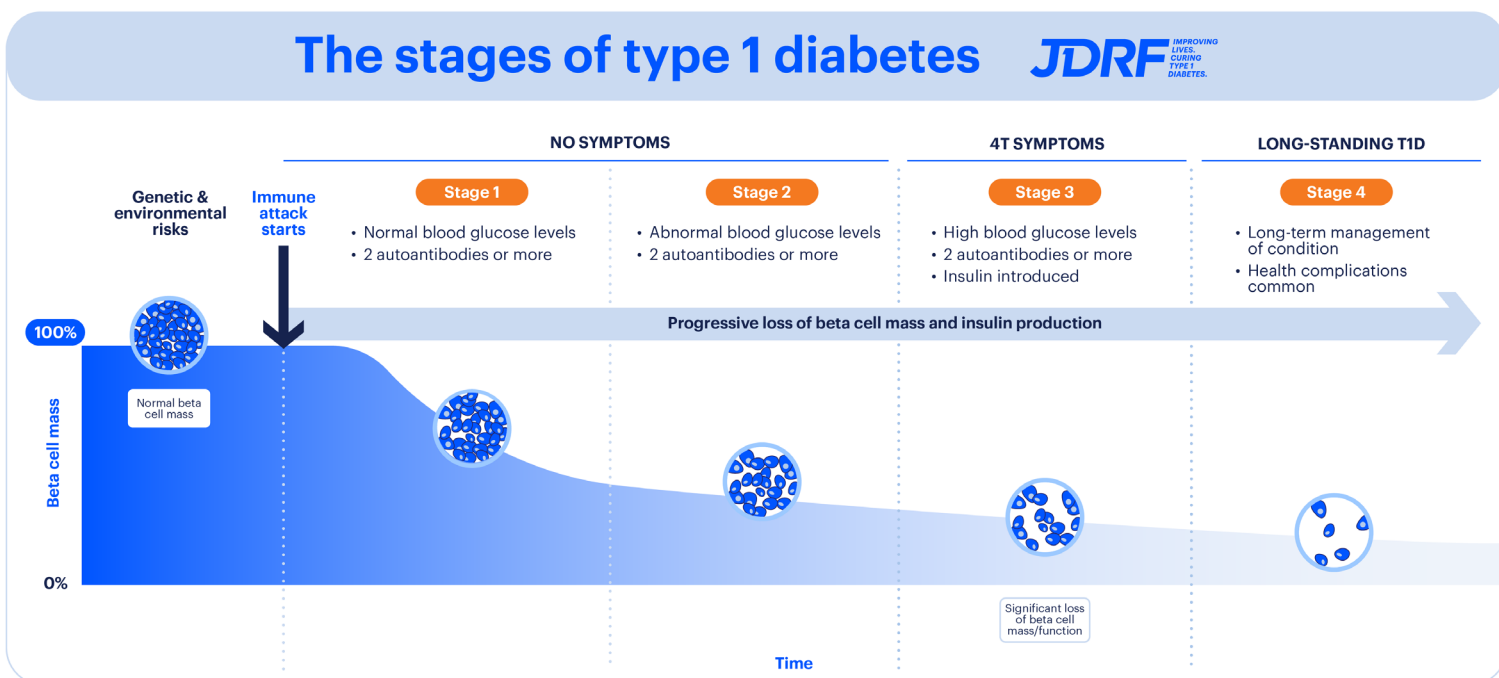 The stages of type 1 diabetes
JDRF
IMPROVING
LIVES.
CURING
TYPE 1
DIABETES.
NO SYMPTOMS
4T SYMPTOMS
LONG-STANDING T1D
Genetic &
environmental
risks
Immune
attack
starts
Stage 1
• Normal blood glucose levels
• 2 autoantibodies or more
Stage 2
• Abnormal blood glucose levels
• 2 autoantibodies or more
Stage 3
• High blood glucose levels
• 2 autoantibodies or more
• Insulin introduced
Stage 4
• Long-term management
of condition
• Health complications
common
Progressive loss of beta cell mass and insulin production
100%
Beta cell mass
0%
Normal beta
cell mass
Significant loss
of beta cell
mass/function
Time